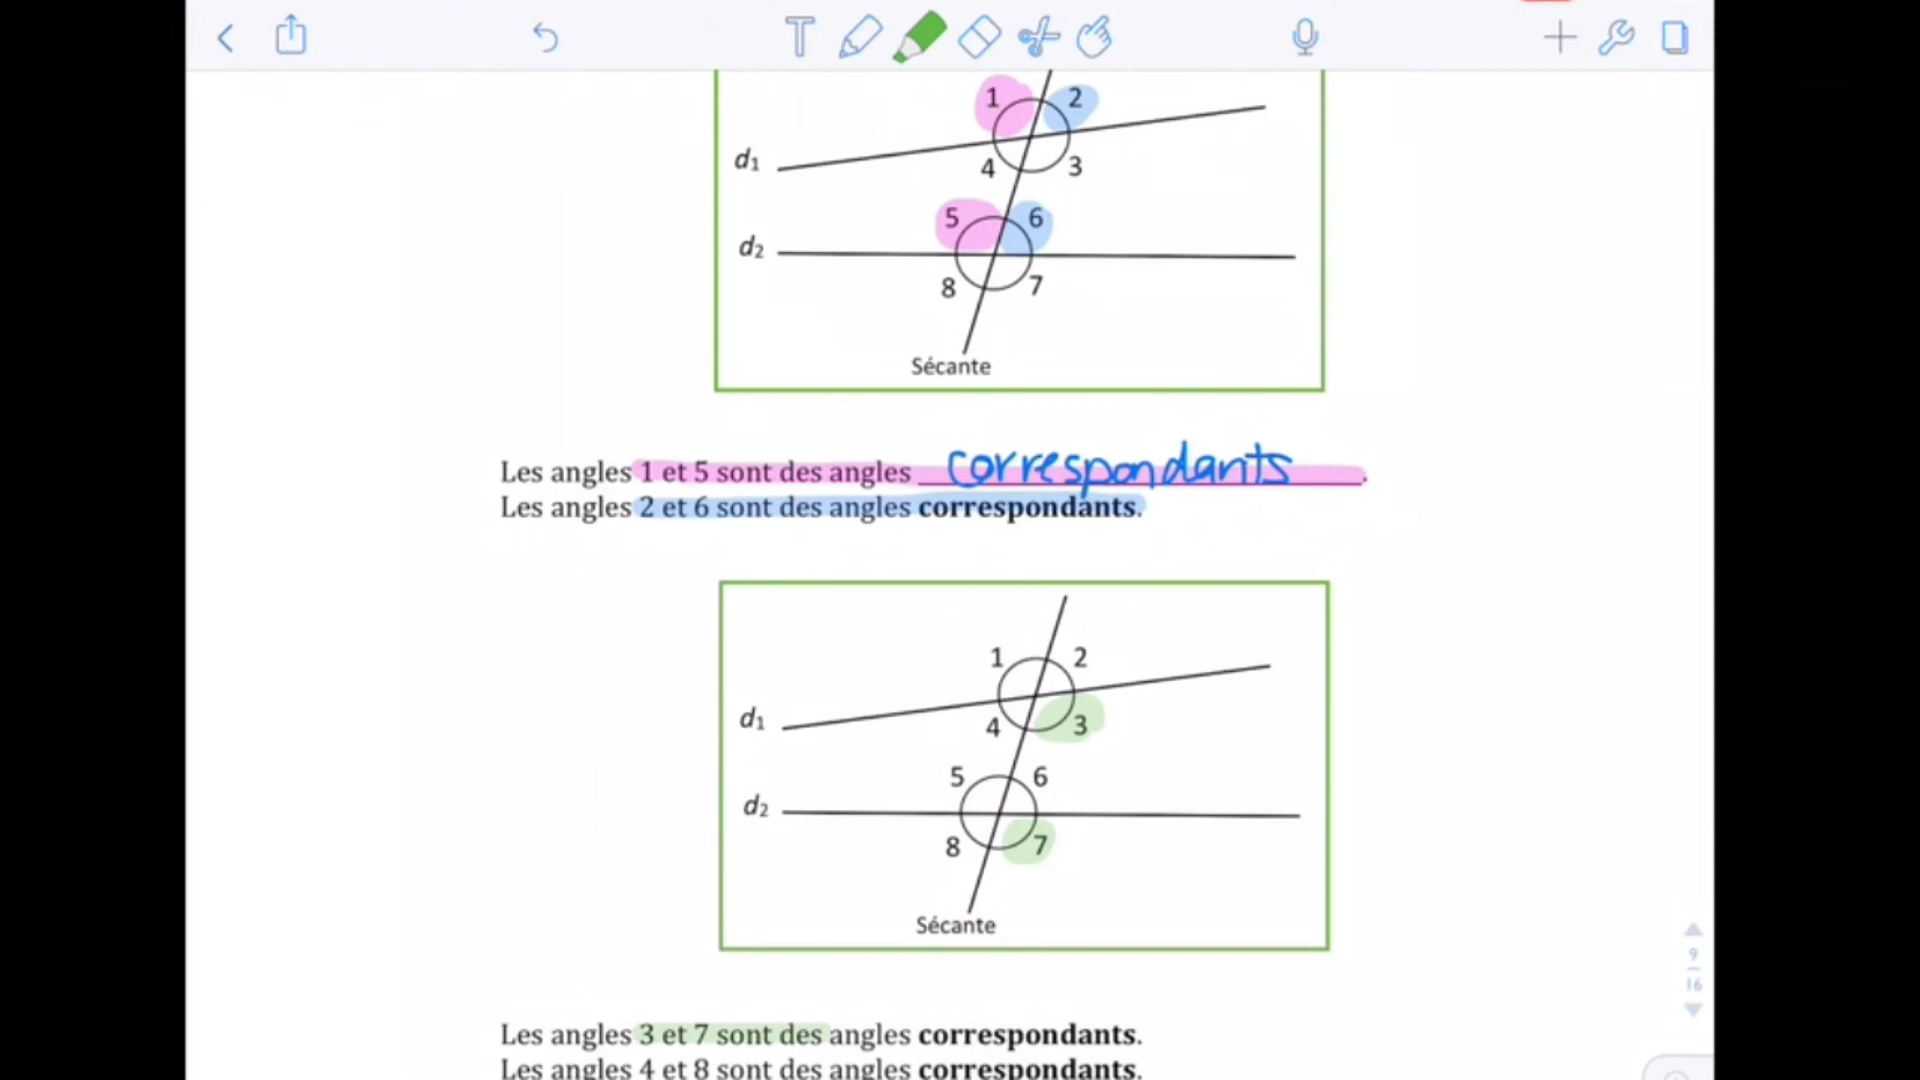 T
1 2
d1
4 3
5 6
d2
8 7
Sécante
Les angles 1 et 5 sont des angles correspondants.
Les angles 2 et 6 sont des angles correspondants.
1 2
d1
4 3
5 6
d2
8 7
Sécante
9
16
Les angles 3 et 7 sont des angles correspondants.
Les angles 4 et 8 sont des angles correspondants.